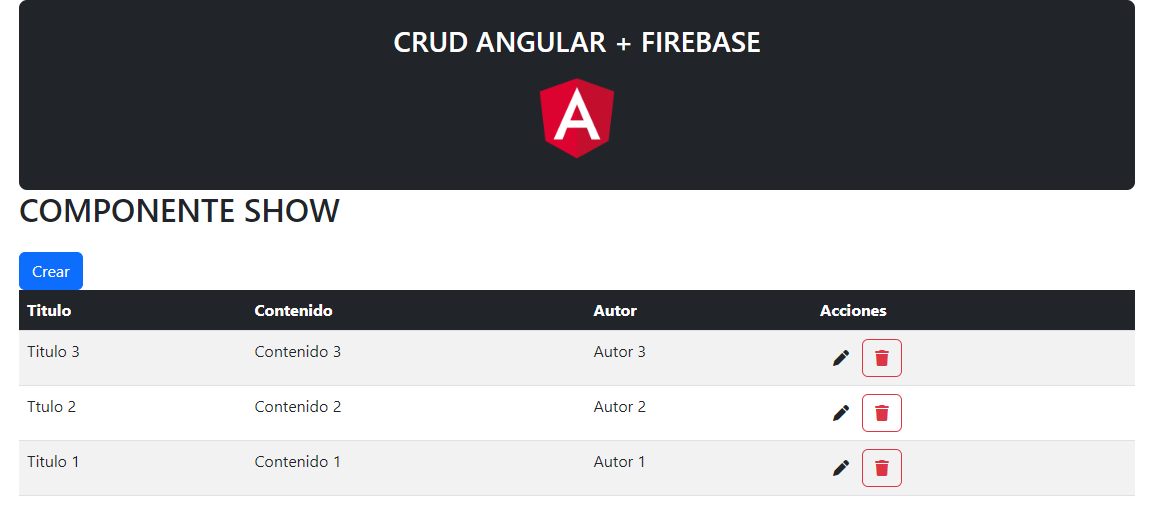 CRUD ANGULAR + FIREBASE
A
COMPONENTE SHOW
Crear
Titulo Contenido Autor Acciones
Titulo 3 Contenido 3 Autor 3
Ttulo 2 Contenido 2 Autor 2
Titulo 1 Contenido 1 Autor 1